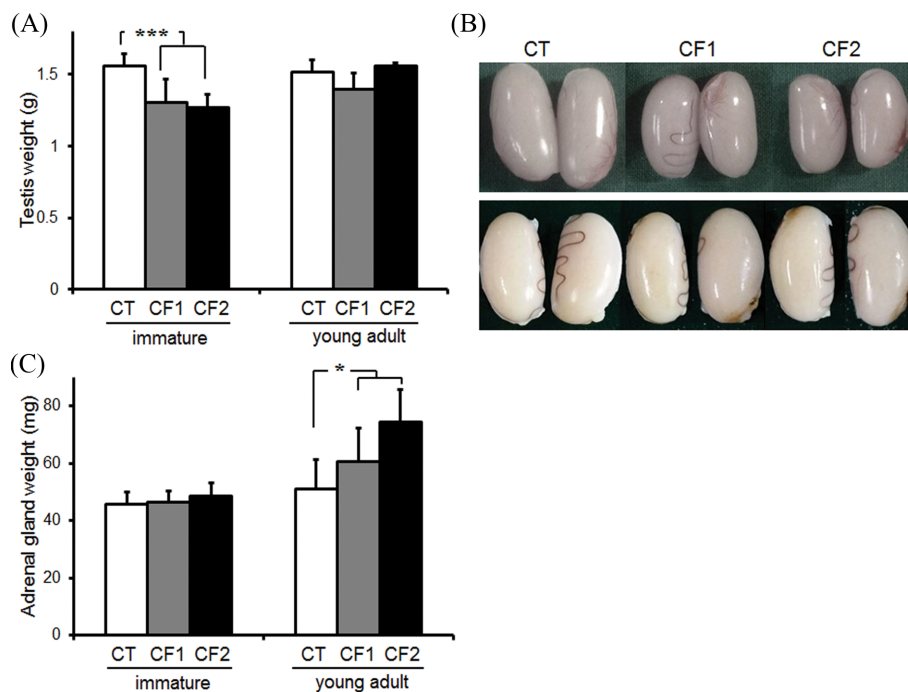 (A)
Testis weight (g)
***
1.5
1
0.5
0
CT CF1 CF2 CT CF1 CF2
immature young adult
(B)
CT CF1 CF2
(C)
Adrenal gland weight (mg)
*
80
60
40
20
0
CT CF1 CF2 CT CF1 CF2
immature young adult